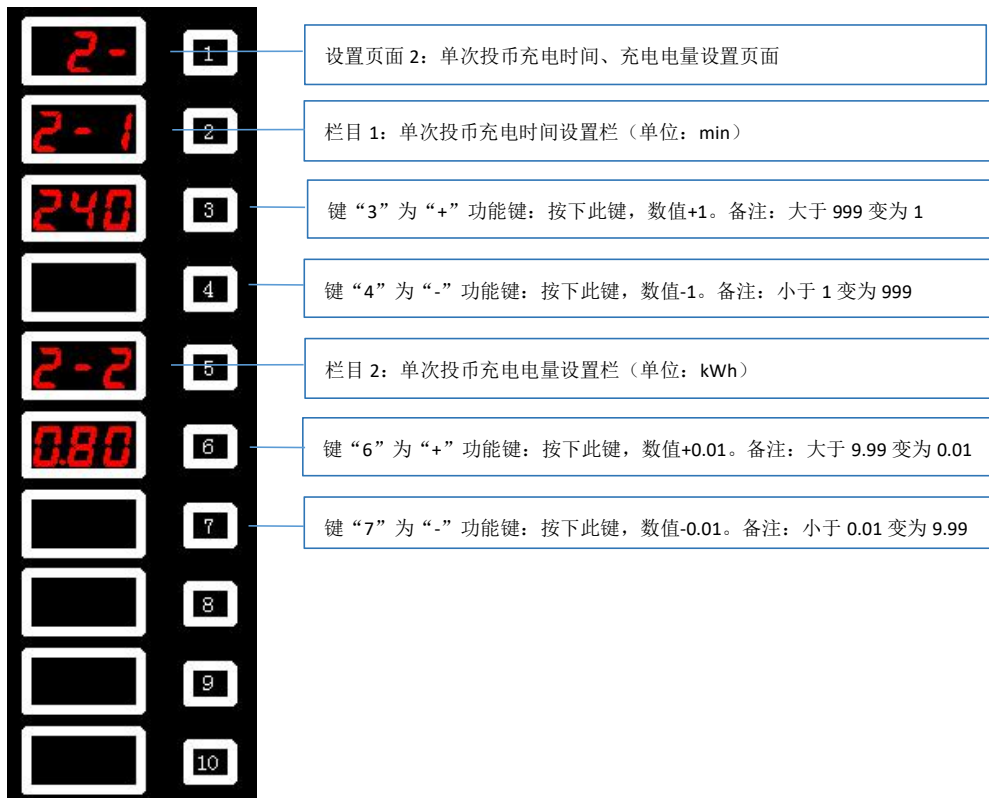 2-
1
设置页面 2：单次投币充电时间、充电电量设置页面
2-1
2
栏目 1：单次投币充电时间设置栏（单位：min）
240
3
键“3”为“+”功能键：按下此键，数值+1。备注：大于 999 变为 1
4
键“4”为“-”功能键：按下此键，数值-1。备注：小于 1 变为 999
2-2
5
栏目 2：单次投币充电电量设置栏（单位：kWh）
0.80
6
键“6”为“+”功能键：按下此键，数值+0.01。备注：大于 9.99 变为 0.01
7
键“7”为“-”功能键：按下此键，数值-0.01。备注：小于 0.01 变为 9.99
8
9
10